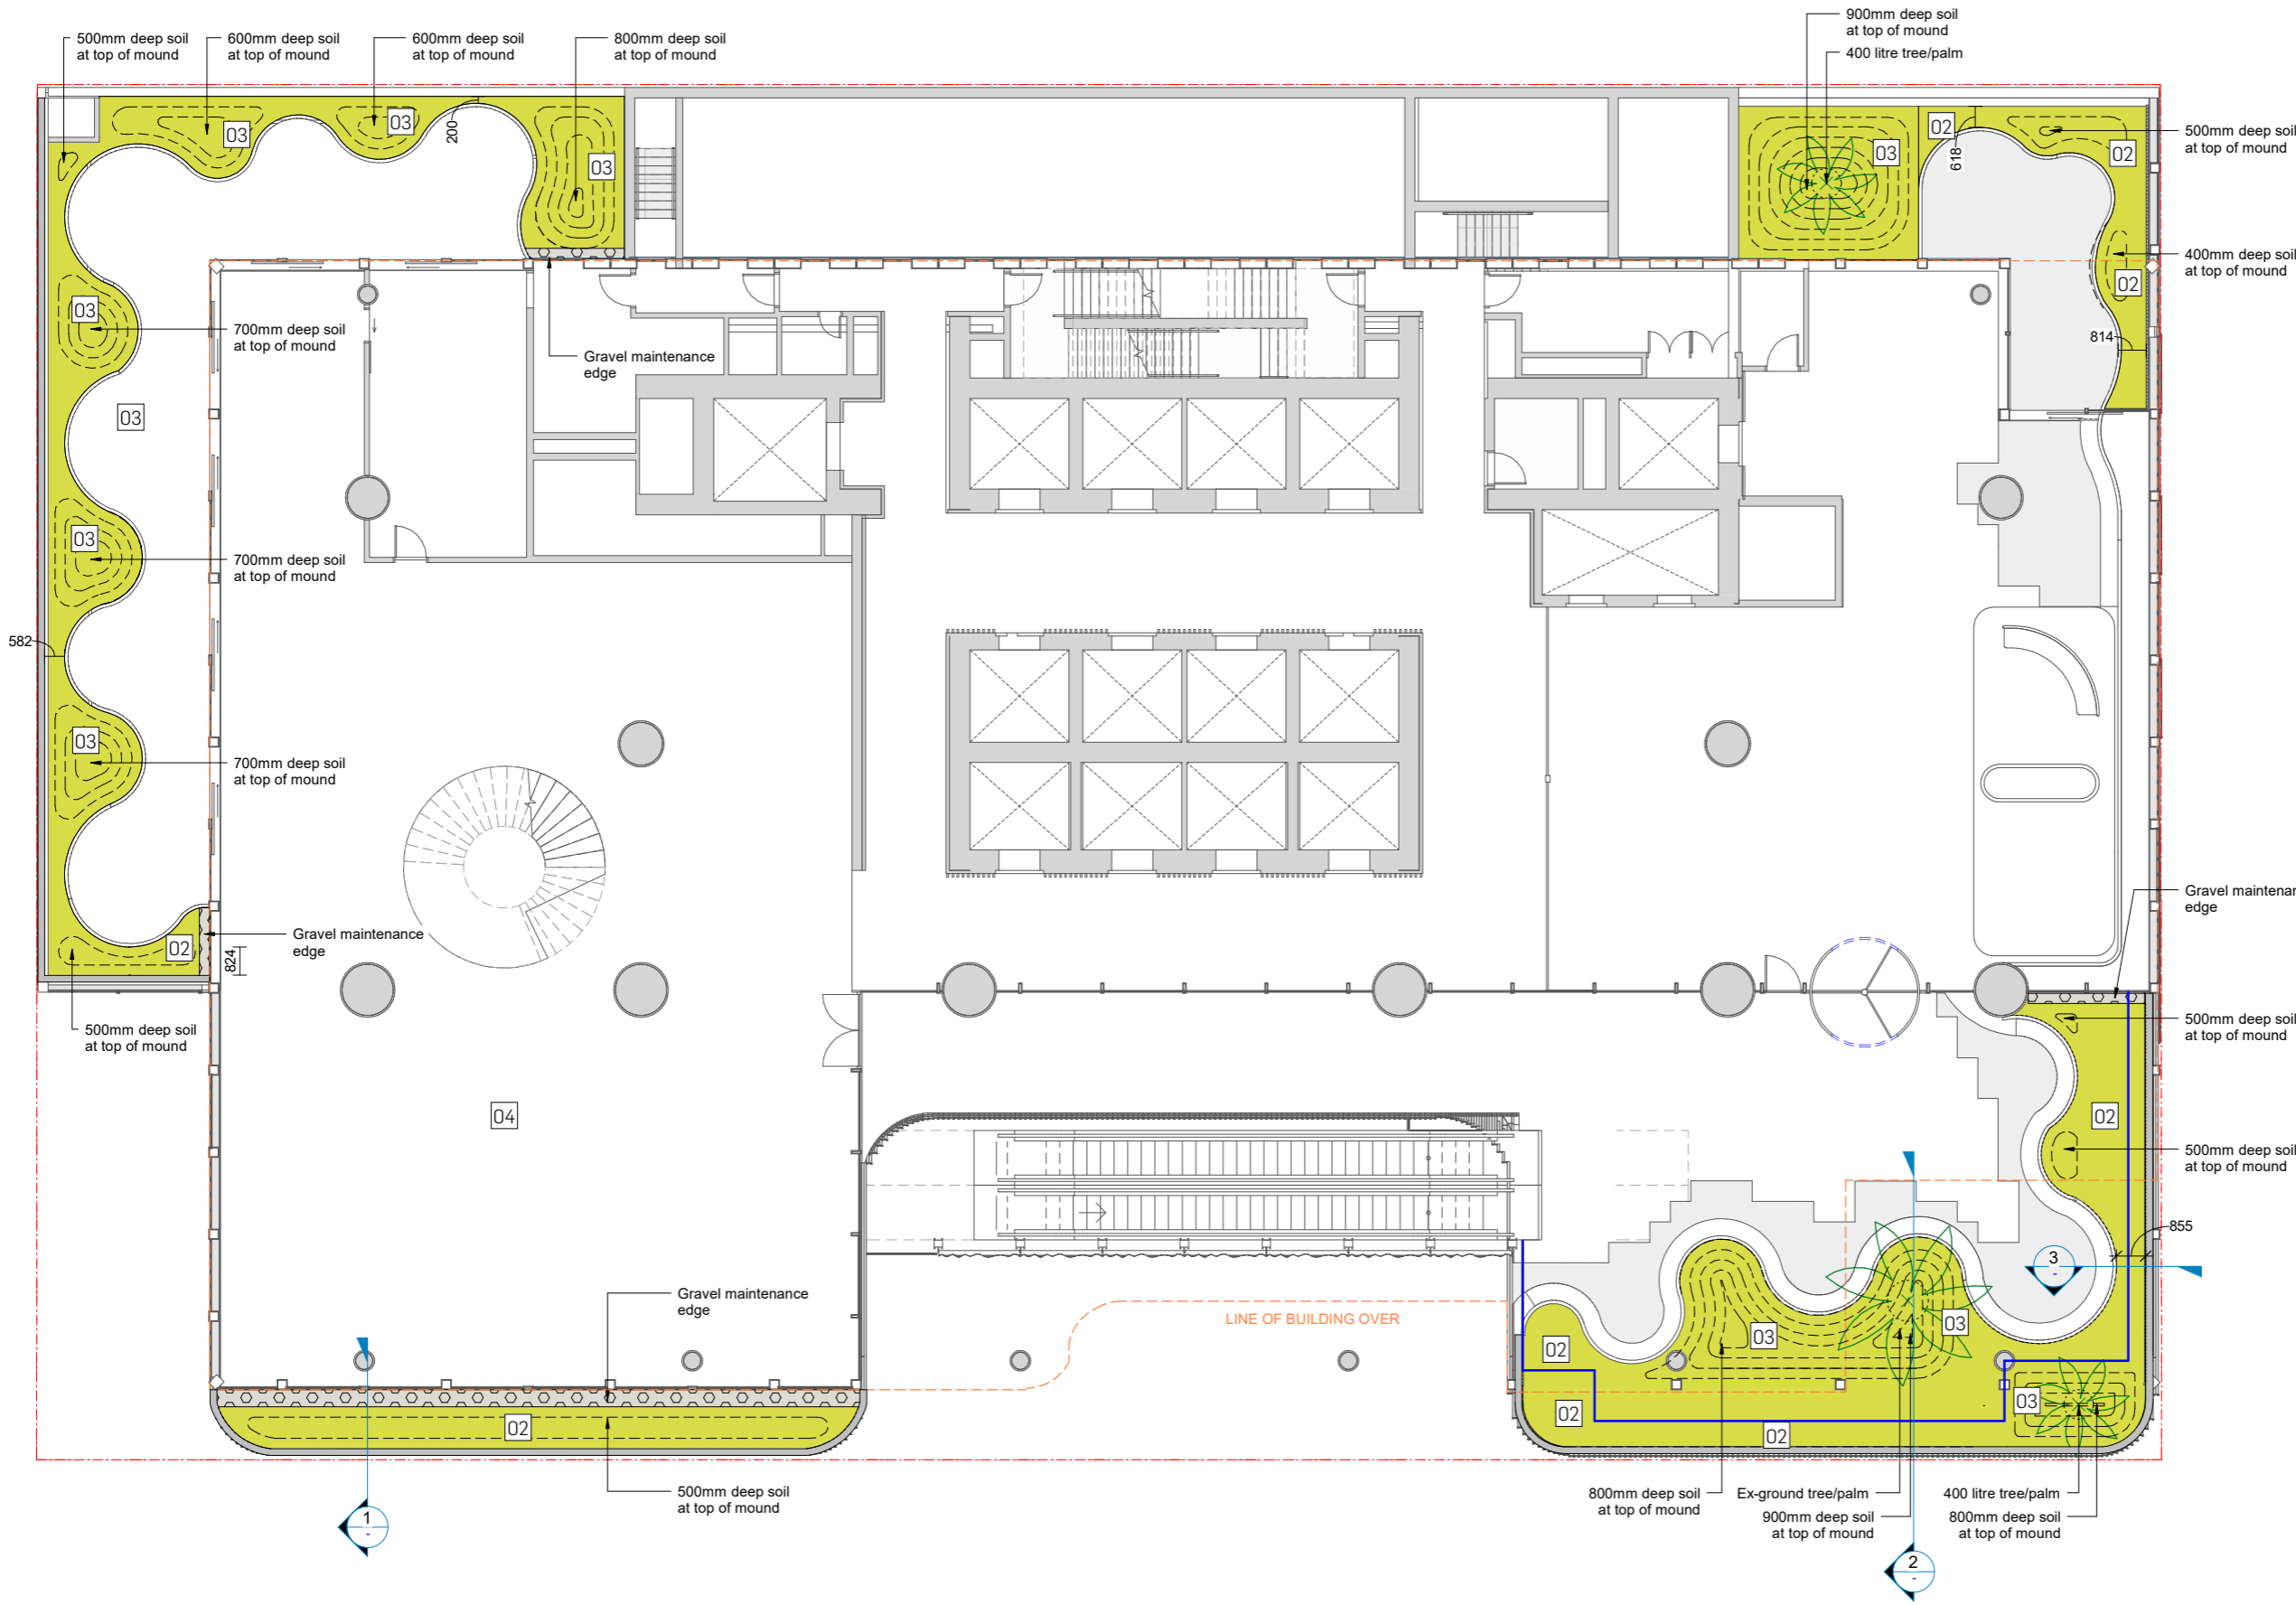 900mm deep soil
at top of mound
400 litre tree/palm
500mm deep soil
at top of mound
600mm deep soil
at top of mound
600mm deep soil
at top of mound
800mm deep soil
at top of mound
03
03
200
03
03
02
618
02
500mm deep soil
at top of mound
400mm deep soil
at top of mound
02
814
03
700mm deep soil
at top of mound
Gravel maintenance
edge
03
03
700mm deep soil
at top of mound
582
03
700mm deep soil
at top of mound
02
824
Gravel maintenance
edge
500mm deep soil
at top of mound
Gravel
edge
500mm deep soil
at top of mound
02
500mm deep soil
at top of mound
855
3
-
04
Gravel maintenance
edge
LINE OF BUILDING OVER
02
03
03
02
03
02
02
500mm deep soil
at top of mound
800mm deep soil
at top of mound
Ex-ground tree/palm
900mm deep soil
at top of mound
400 litre tree/palm
800mm deep soil
at top of mound
1
-
2
-